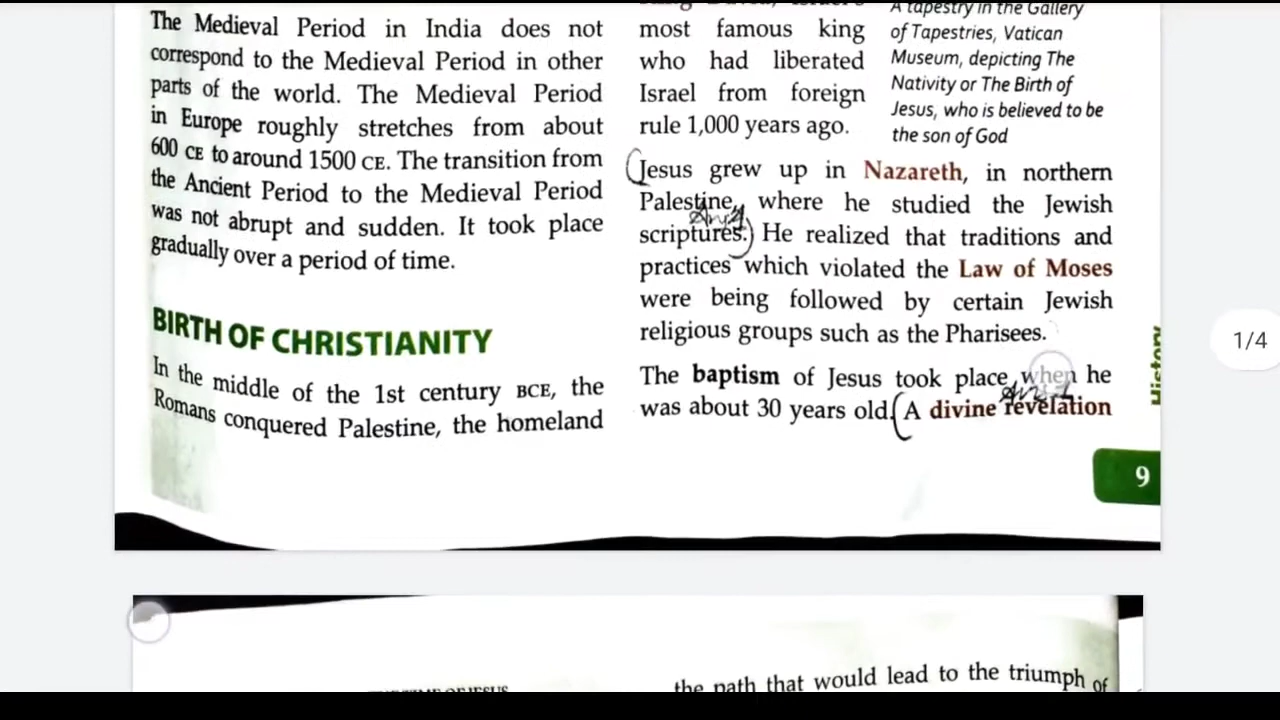 The Medieval Period in India does not
correspond to the Medieval Period in other
parts of the world. The Medieval Period
in Europe roughly stretches from about
600 CE to around 1500 CE. The transition from
the Ancient Period to the Medieval Period
was not abrupt and sudden. It took place
gradually over a period of time.
BIRTH OF CHRISTIANITY
In the middle of the 1st century BCE, the
Romans conquered Palestine, the homeland
most famous king
who had liberated
Israel from foreign
rule 1,000 years ago.
A tapestry in the Gallery
of Tapestries, Vatican
Museum, depicting The
Nativity or The Birth of
Jesus, who is believed to be
the son of God
(Jesus grew up in Nazareth, in northern
Palestine, where he studied the Jewish
scriptures.) He realized that traditions and
practices which violated the Law of Moses
were being followed by certain Jewish
religious groups such as the Pharisees.
The baptism of Jesus took place when he
was about 30 years old. (A divine revelation
History
9
1/4
the path that would lead to the triumph of